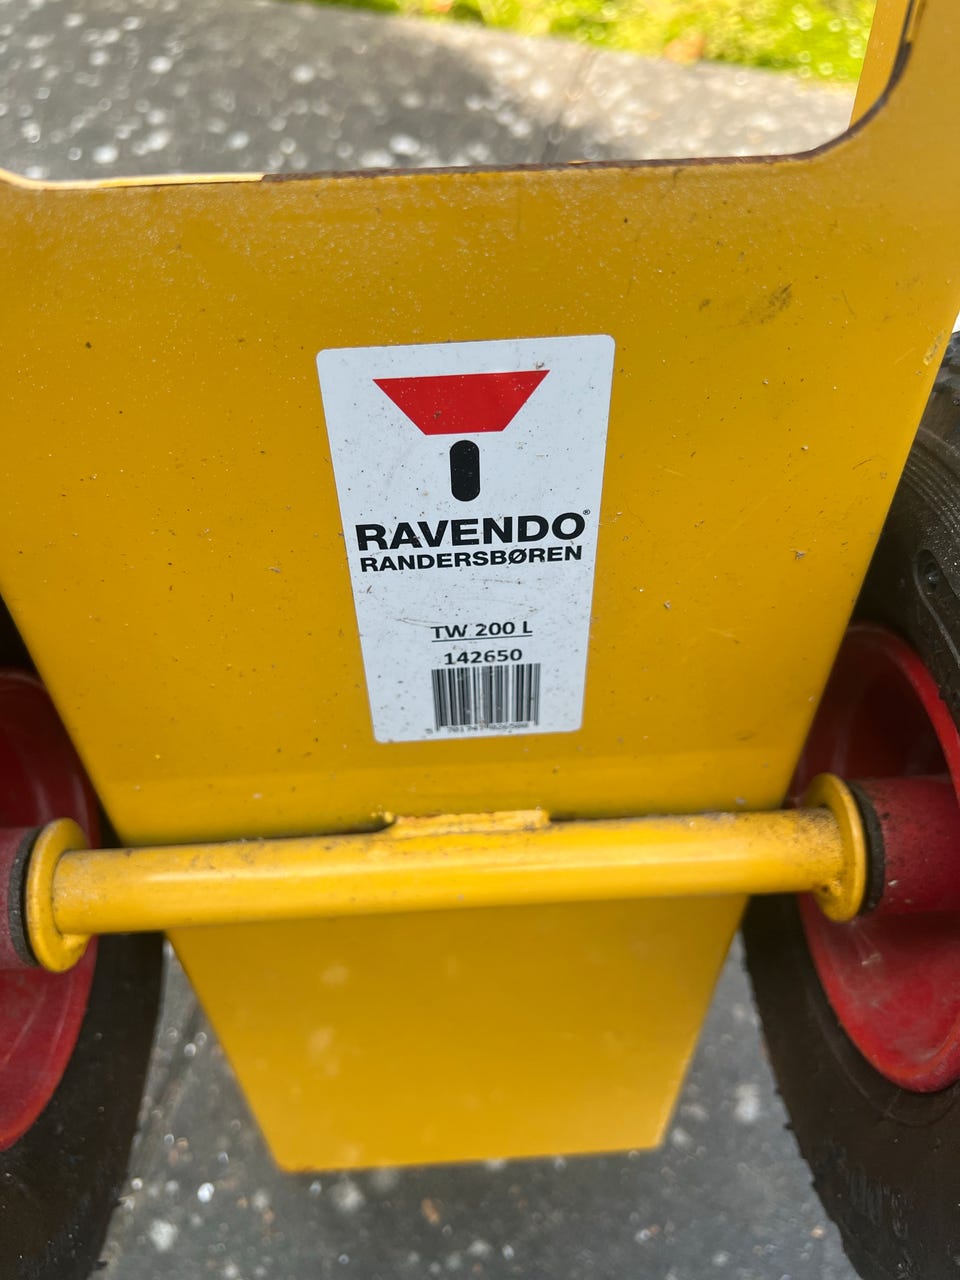 RAVENDO®
RANDERSBØREN
TW 200 L
142650